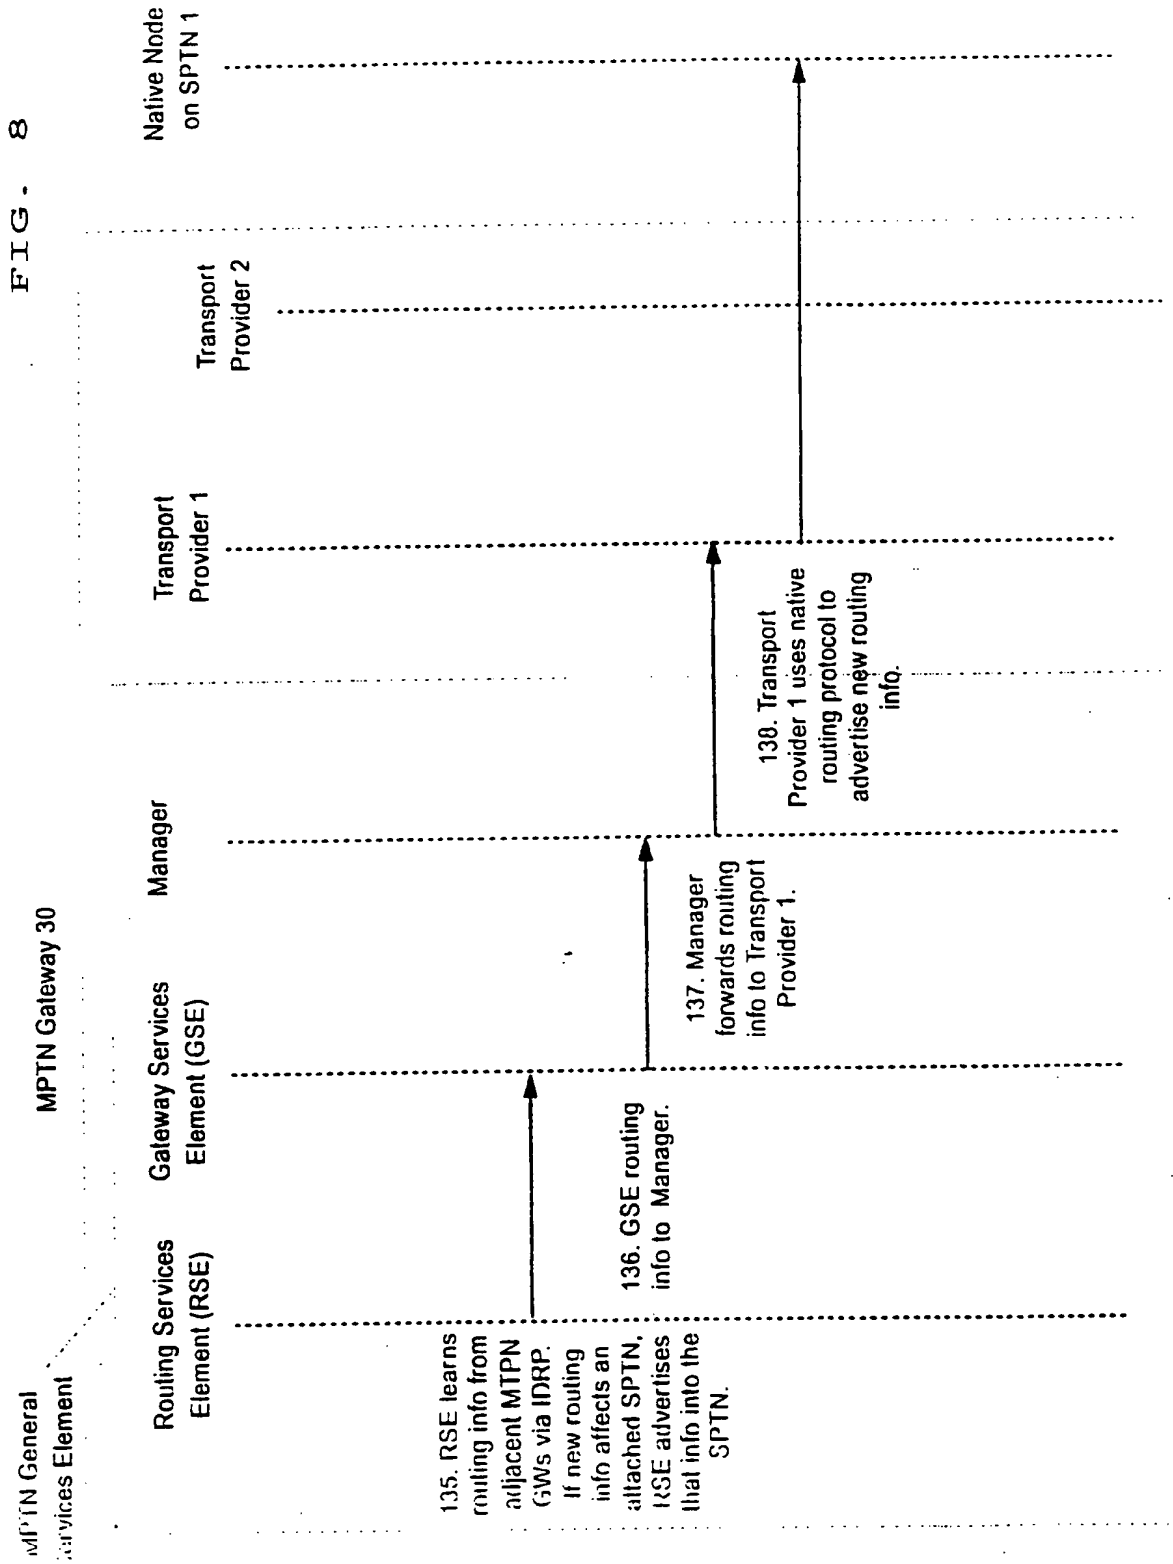 FIG. 8
MPTN Gateway 30
MPTN General
Services Element
Routing Services
Element (RSE)
Gateway Services
Element (GSE)
Manager
Transport
Provider 1
Transport
Provider 2
Native Node
on SPTN 1
135. RSE learns
routing info from
adjacent MTPN
GWs via IDRP.
If new routing
info affects an
attached SPTN,
RSE advertises
that info into the
SPTN.
136. GSE routing
info to Manager.
137. Manager
forwards routing
info to Transport
Provider 1.
138. Transport
Provider 1 uses native
routing protocol to
advertise new routing
info.